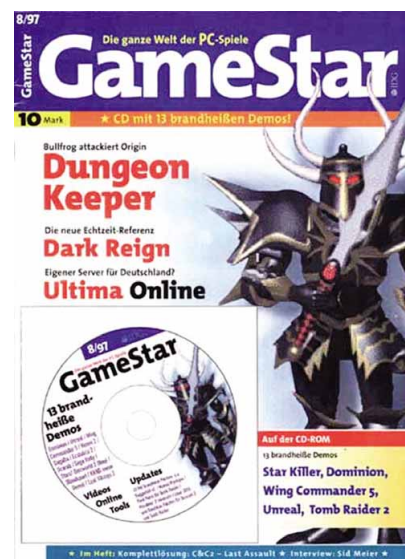 8/97
Die ganze Welt der PC-Spiele
GameStar
GameStar
IDG
10 Mark
★ CD mit 13 brandheißen Demos!
Bullfrog attackiert Origin
Dungeon
Keeper
Die neue Echtzeit-Referenz
Dark Reign
Eigener Server für Deutschland?
Ultima Online
8/97
GameStar
13 brand-
heiße
Demos
Videos
Online
Tools
Updates
Auf der CD-ROM
13 brandheiße Demos
Star Killer, Dominion,
Wing Commander 5,
Unreal, Tomb Raider 2
★ Im Heft: Komplettlösung: C&C2 – Last Assault ★ Interview: Sid Meier ★